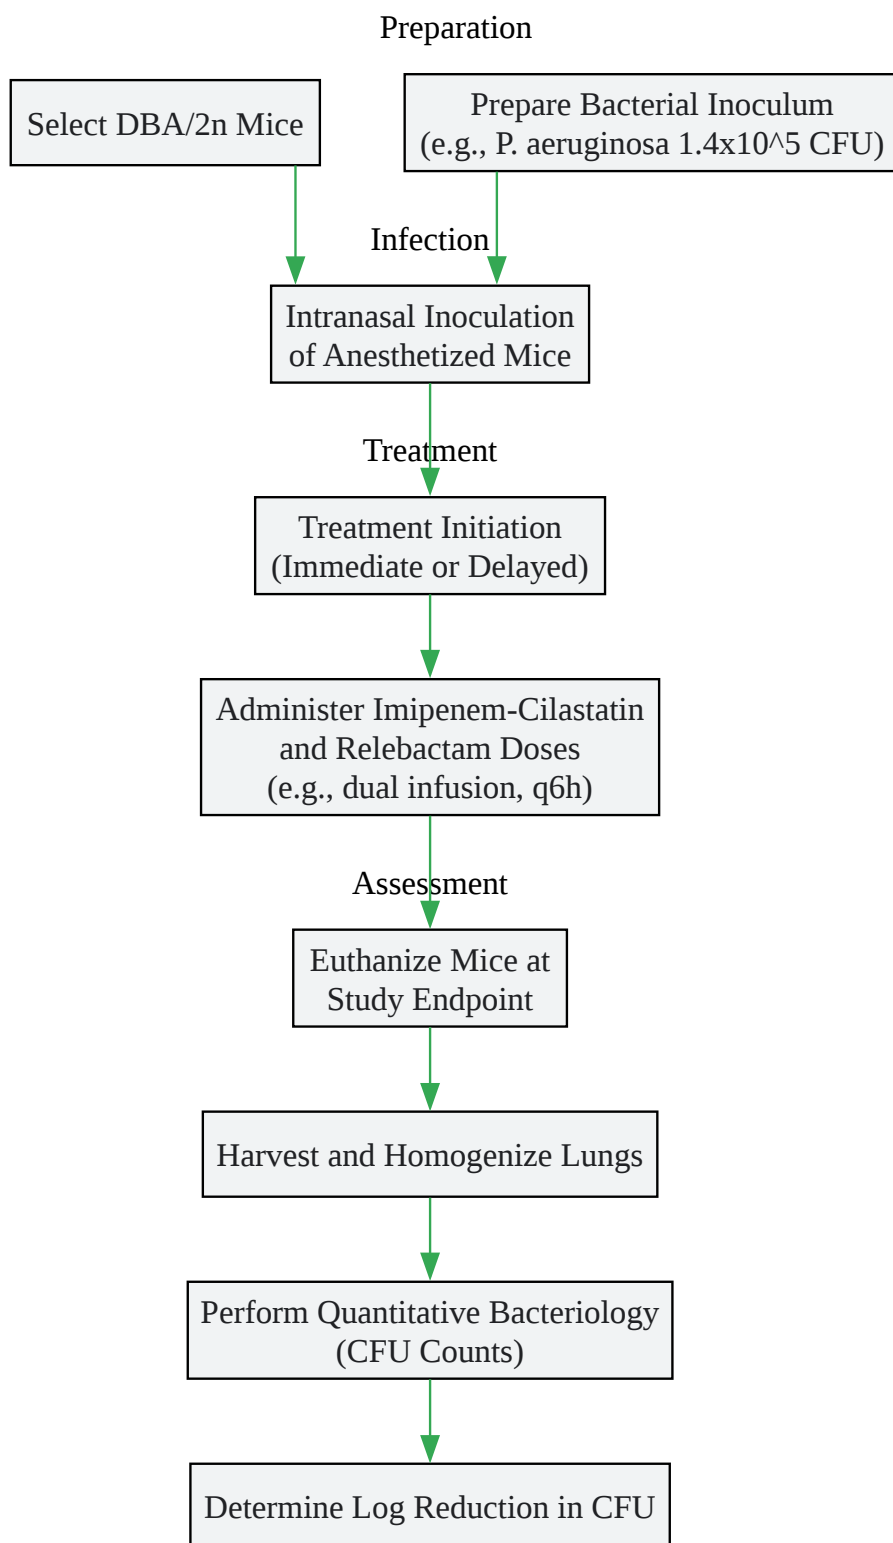 Preparation
Select DBA/2n Mice
Prepare Bacterial Inoculum
(e.g., P. aeruginosa 1.4x10^5 CFU)
Infection
Intranasal Inoculation
of Anesthetized Mice
Treatment
Treatment Initiation
(Immediate or Delayed)
Administer Imipenem-Cilastatin
and Relebactam Doses
(e.g., dual infusion, q6h)
Assessment
Euthanize Mice at
Study Endpoint
Harvest and Homogenize Lungs
Perform Quantitative Bacteriology
(CFU Counts)
Determine Log Reduction in CFU